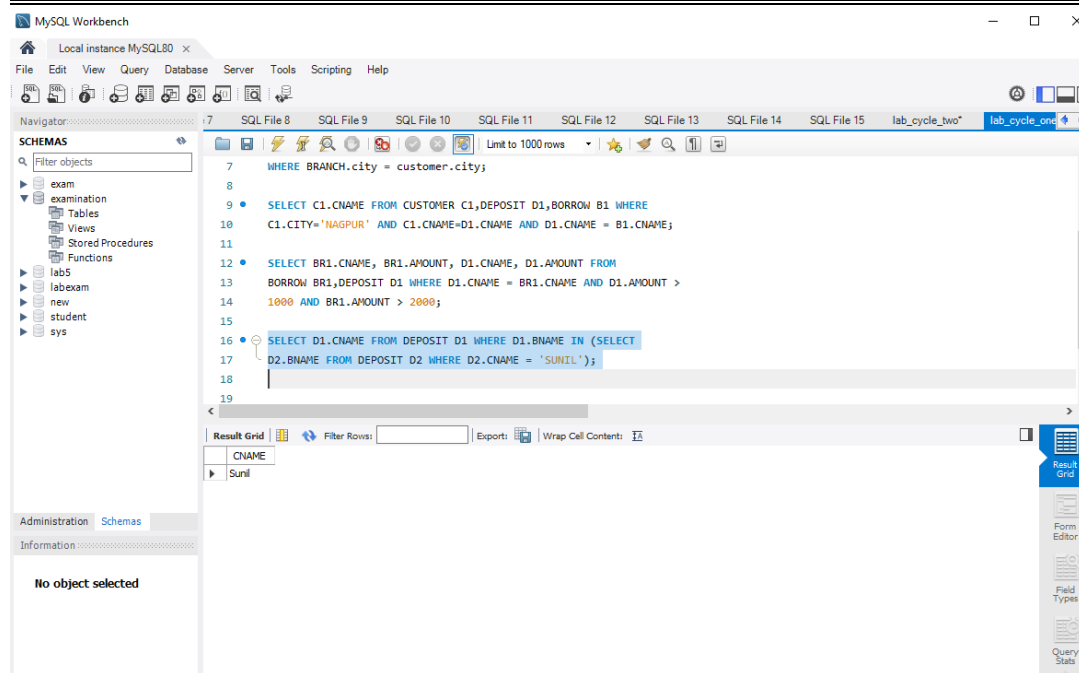 MySQL Workbench
Local instance MySQL80
File Edit View Query Database Server Tools Scripting Help
Navigator
7 SQL File 8 SQL File 9 SQL File 10 SQL File 11 SQL File 12 SQL File 13 SQL File 14 SQL File 15 lab_cycle_two* lab_cycle_one
SCHEMAS
Limit to 1000 rows
Filter objects
exam
examination
Tables
Views
Stored Procedures
Functions
lab5
labexam
new
student
sys
7 WHERE BRANCH.city = customer.city;
8
9 SELECT C1.CNAME FROM CUSTOMER C1,DEPOSIT D1,BORROW B1 WHERE
10 C1.CITY='NAGPUR' AND C1.CNAME=D1.CNAME AND D1.CNAME = B1.CNAME;
11
12 SELECT BR1.CNAME, BR1.AMOUNT, D1.CNAME, D1.AMOUNT FROM
13 BORROW BR1,DEPOSIT D1 WHERE D1.CNAME = BR1.CNAME AND D1.AMOUNT >
14 1000 AND BR1.AMOUNT > 2000;
15
16 SELECT D1.CNAME FROM DEPOSIT D1 WHERE D1.BNAME IN (SELECT
17 D2.BNAME FROM DEPOSIT D2 WHERE D2.CNAME = 'SUNIL');
18
19
Result Grid Filter Rows: Export: Wrap Cell Content: IA
CNAME
Sunil
Result
Grid
Form
Editor
Field
Types
Query
Stats
Administration Schemas
Information
No object selected